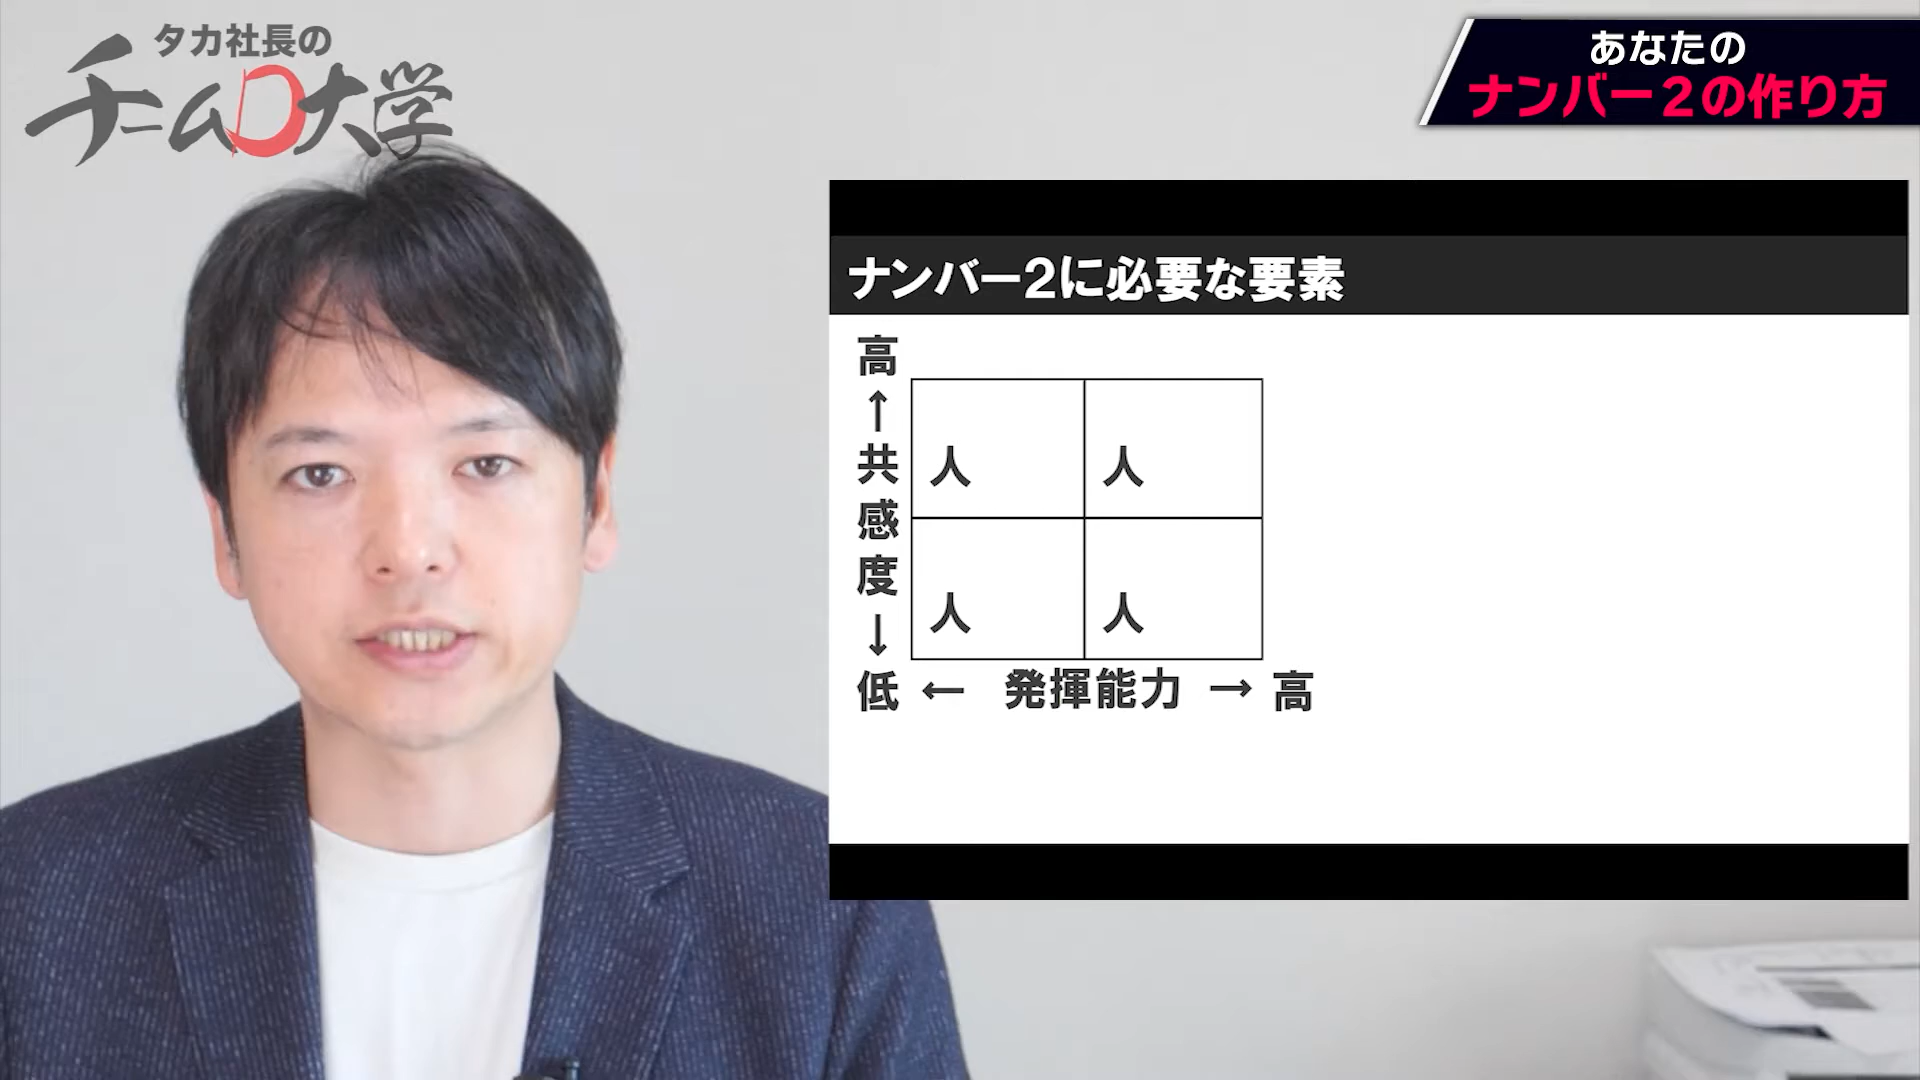 タカ社長の
チームD大学
あなたの
ナンバー2の作り方
ナンバー2に必要な要素
高
↑
共
感
度
↓
低 ← 発揮能力 → 高
人 人
人 人